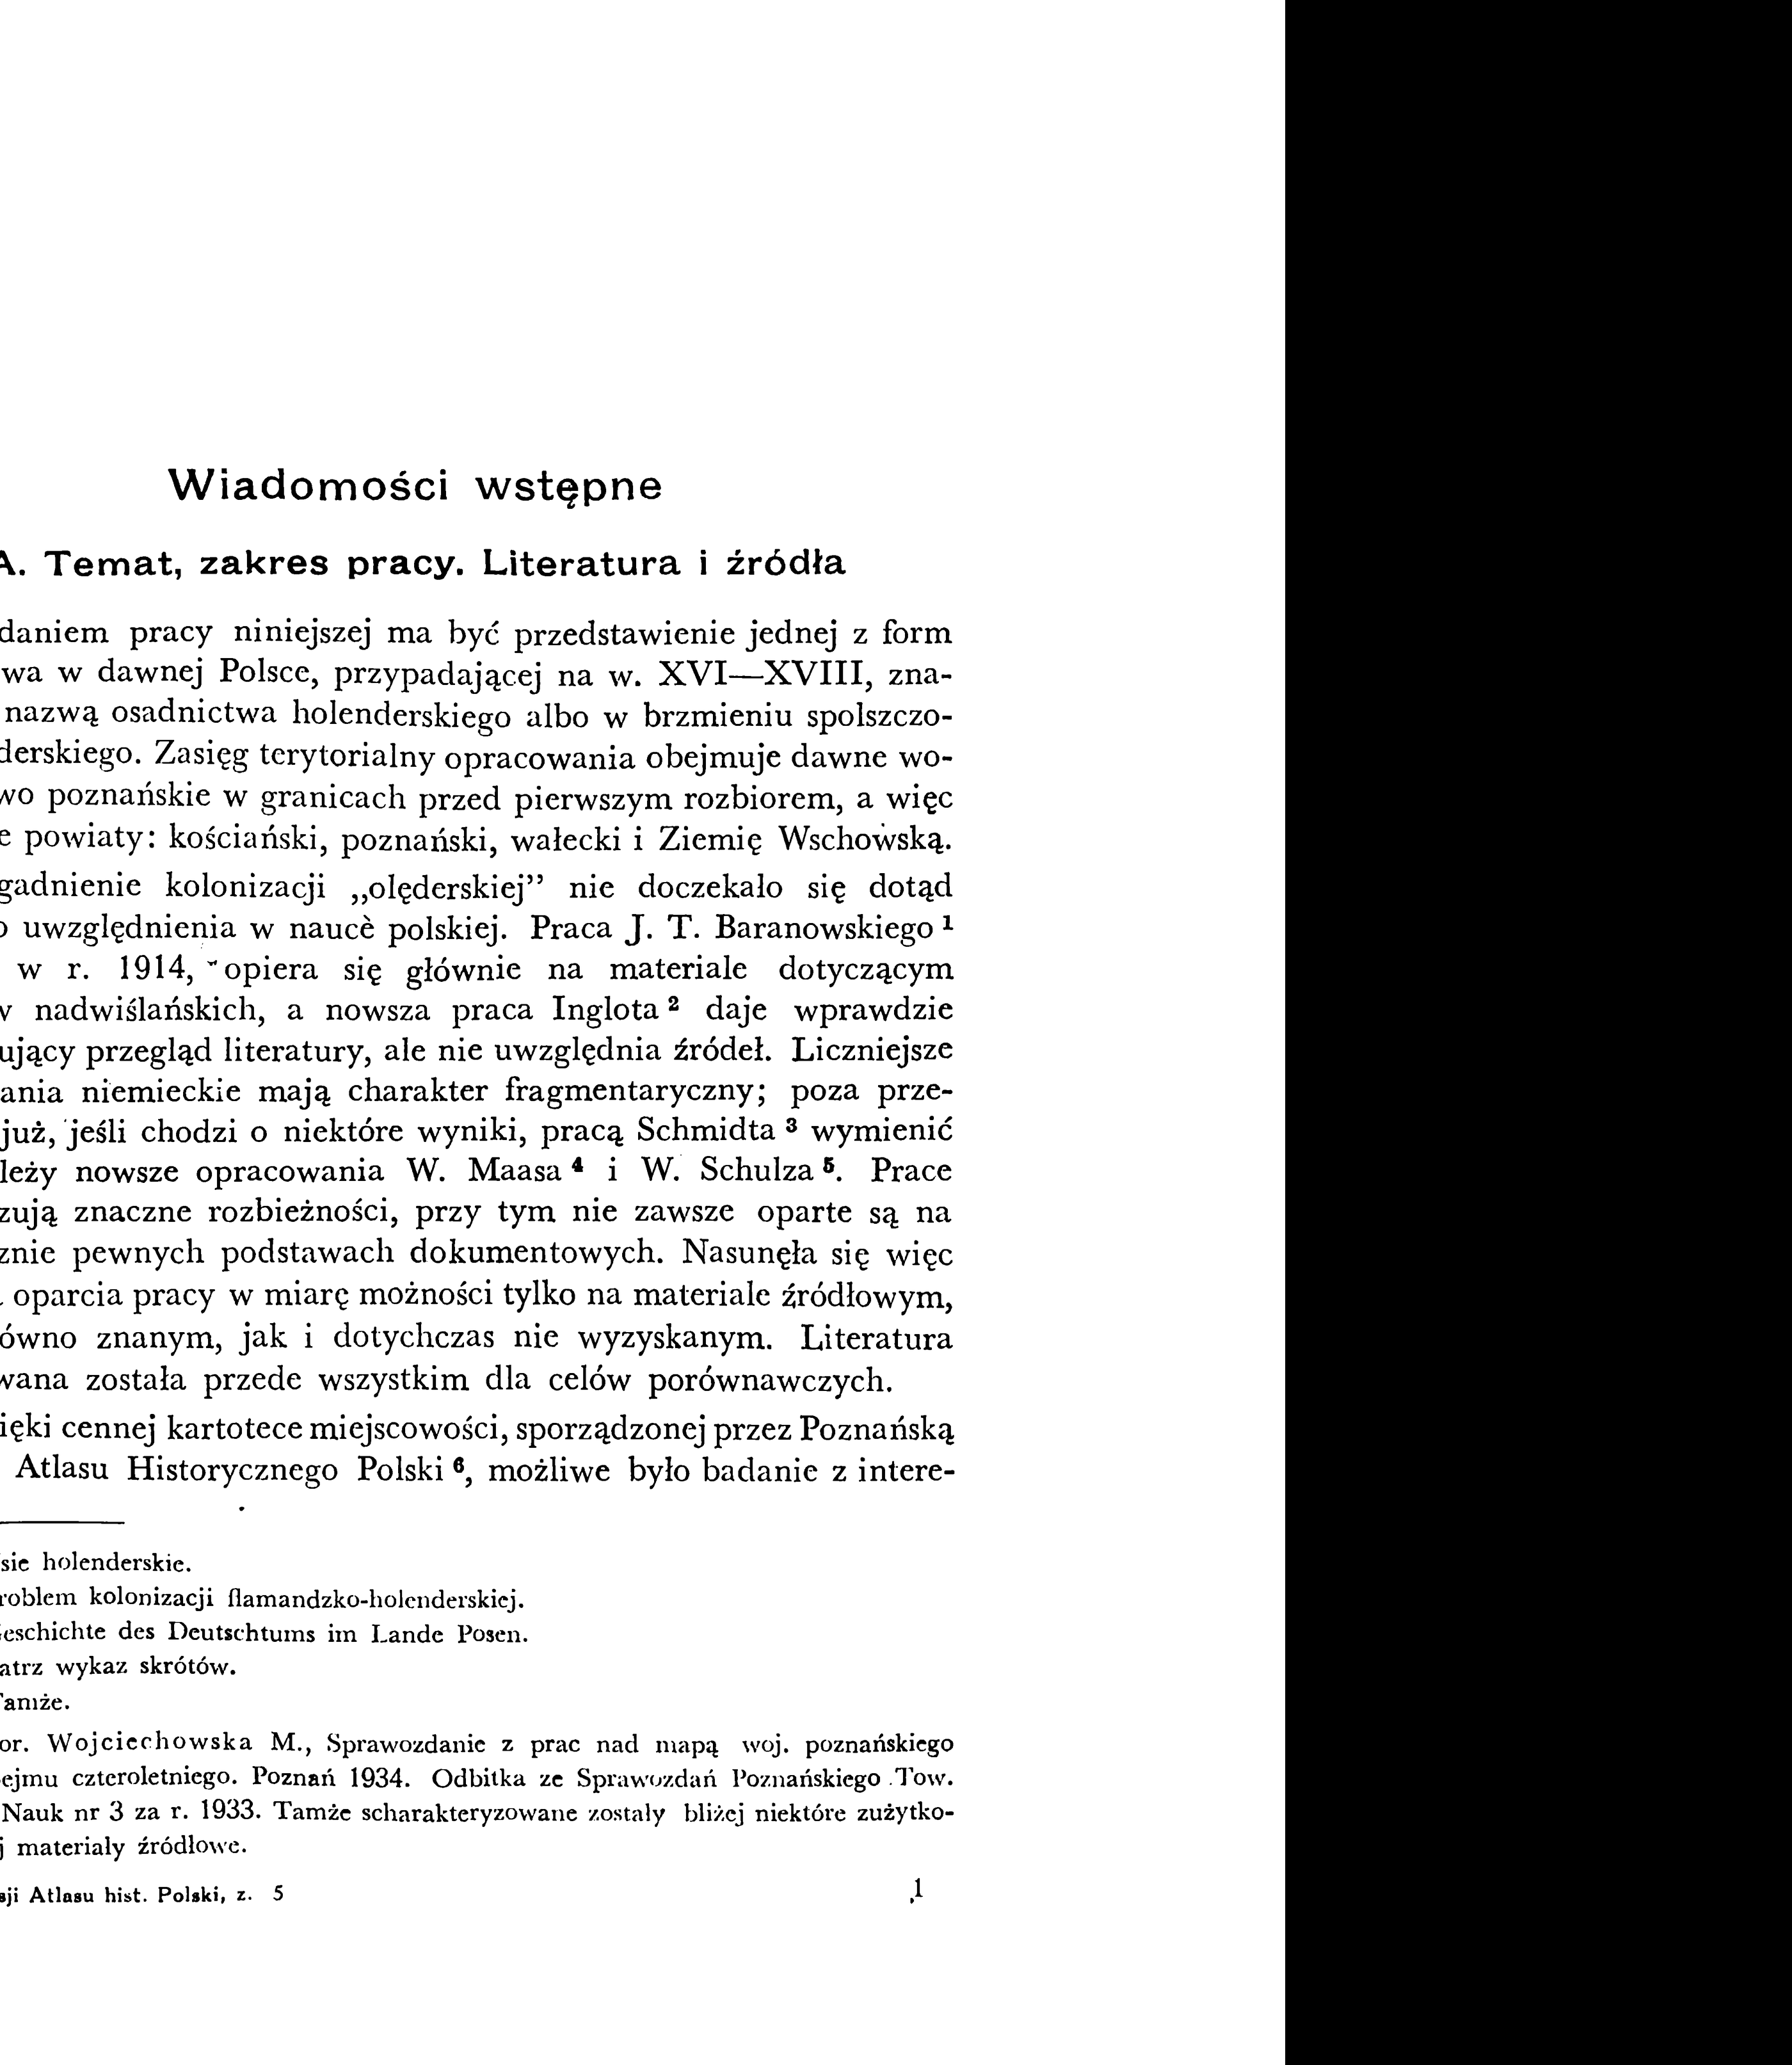 Wiadomości wstępne
A. Temat, zakres pracy. Literatura i źródła
daniem pracy niniejszej ma być przedstawienie jednej z form
wa w dawnej Polsce, przypadającej na w. XVI—XVIII, zna-
nazwą osadnictwa holenderskiego albo w brzmieniu spolszczo-
derskiego. Zasięg terytorialny opracowania obejmuje dawne wo-
wo poznańskie w granicach przed pierwszym rozbiorem, a więc
e powiaty: kościański, poznański, wałecki i Ziemię Wschowską.
gadnienie kolonizacji „olęderskiej” nie doczekało się dotąd
o uwzględnienia w nauce polskiej. Praca J. T. Baranowskiego ¹
w r. 1914, opiera się głównie na materiale dotyczącym
w nadwiślańskich, a nowsza praca Inglota ² daje wprawdzie
ujący przegląd literatury, ale nie uwzględnia źródeł. Liczniejsze
ania niemieckie mają charakter fragmentaryczny; poza prze-
już, jeśli chodzi o niektóre wyniki, pracą Schmidta ³ wymienić
leży nowsze opracowania W. Maasa ⁴ i W. Schulza ⁵. Prace
zują znaczne rozbieżności, przy tym nie zawsze oparte są na
znie pewnych podstawach dokumentowych. Nasunęła się więc
oparcia pracy w miarę możności tylko na materiale źródłowym,
ówno znanym, jak i dotychczas nie wyzyskanym. Literatura
wana została przede wszystkim dla celów porównawczych.
ięki cennej kartotece miejscowości, sporządzonej przez Poznańską
Atlasu Historycznego Polski ⁶, możliwe było badanie z intere-
sie holenderskie.
roblem kolonizacji flamandzko-holenderskiej.
eschichte des Deutschtums im Lande Posen.
atrz wykaz skrótów.
amże.
or. Wojciechowska M., Sprawozdanie z prac nad mapą woj. poznańskiego
ejmu czteroletniego. Poznań 1934. Odbitka ze Sprawozdań Poznańskiego Tow.
Nauk nr 3 za r. 1933. Tamże scharakteryzowane zostały bliżej niektóre zużytko-
j materiały źródłowe.
sji Atlasu hist. Polski, z. 5 1